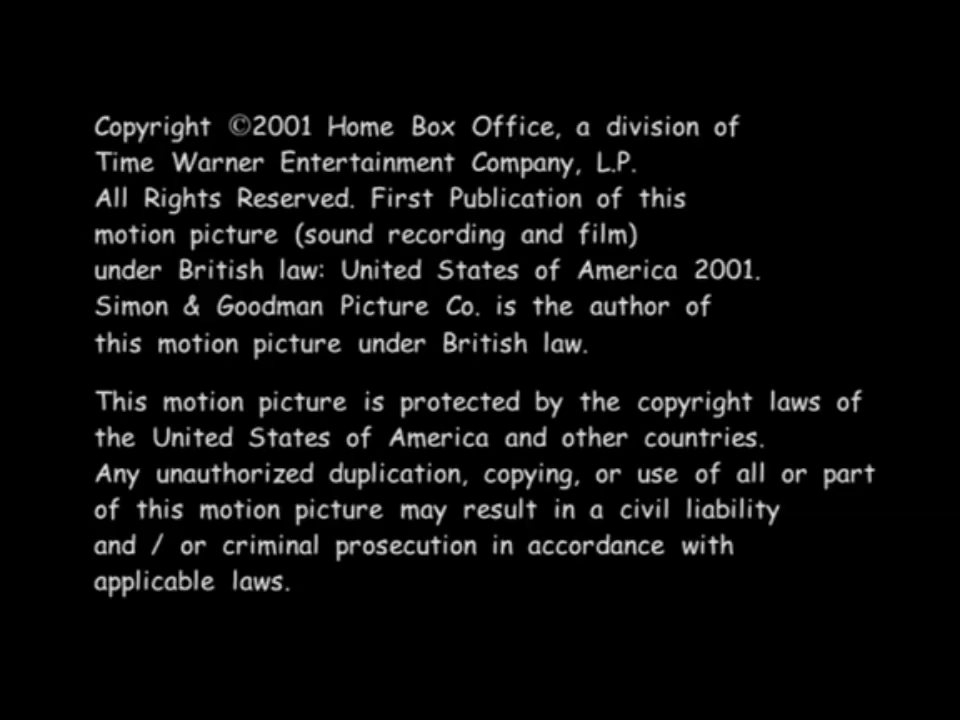 Copyright ©2001 Home Box Office, a division of
Time Warner Entertainment Company, L.P.
All Rights Reserved. First Publication of this
motion picture (sound recording and film)
under British law: United States of America 2001.
Simon & Goodman Picture Co. is the author of
this motion picture under British law.
This motion picture is protected by the copyright laws of
the United States of America and other countries.
Any unauthorized duplication, copying, or use of all or part
of this motion picture may result in a civil liability
and / or criminal prosecution in accordance with
applicable laws.